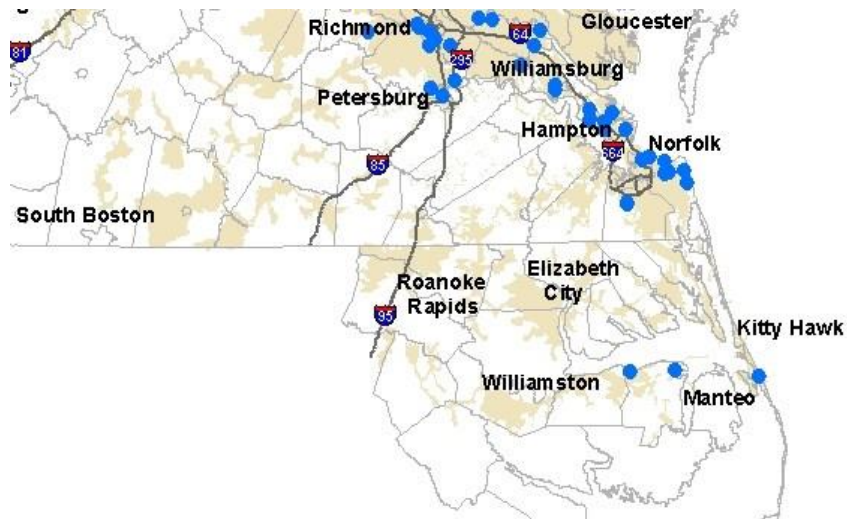 Richmond
64
Gloucester
81
295
Williamsburg
Petersburg
Hampton
Norfolk
664
85
South Boston
Roanoke
Rapids
Elizabeth
City
95
Kitty Hawk
Williamston
Manteo